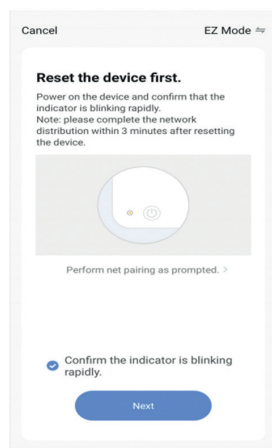 Cancel EZ Mode ⇌
Reset the device first.
Power on the device and confirm that the
indicator is blinking rapidly.
Note: please complete the network
distribution within 3 minutes after resetting
the device.
Perform net pairing as prompted. >
Confirm the indicator is blinking
rapidly.
Next